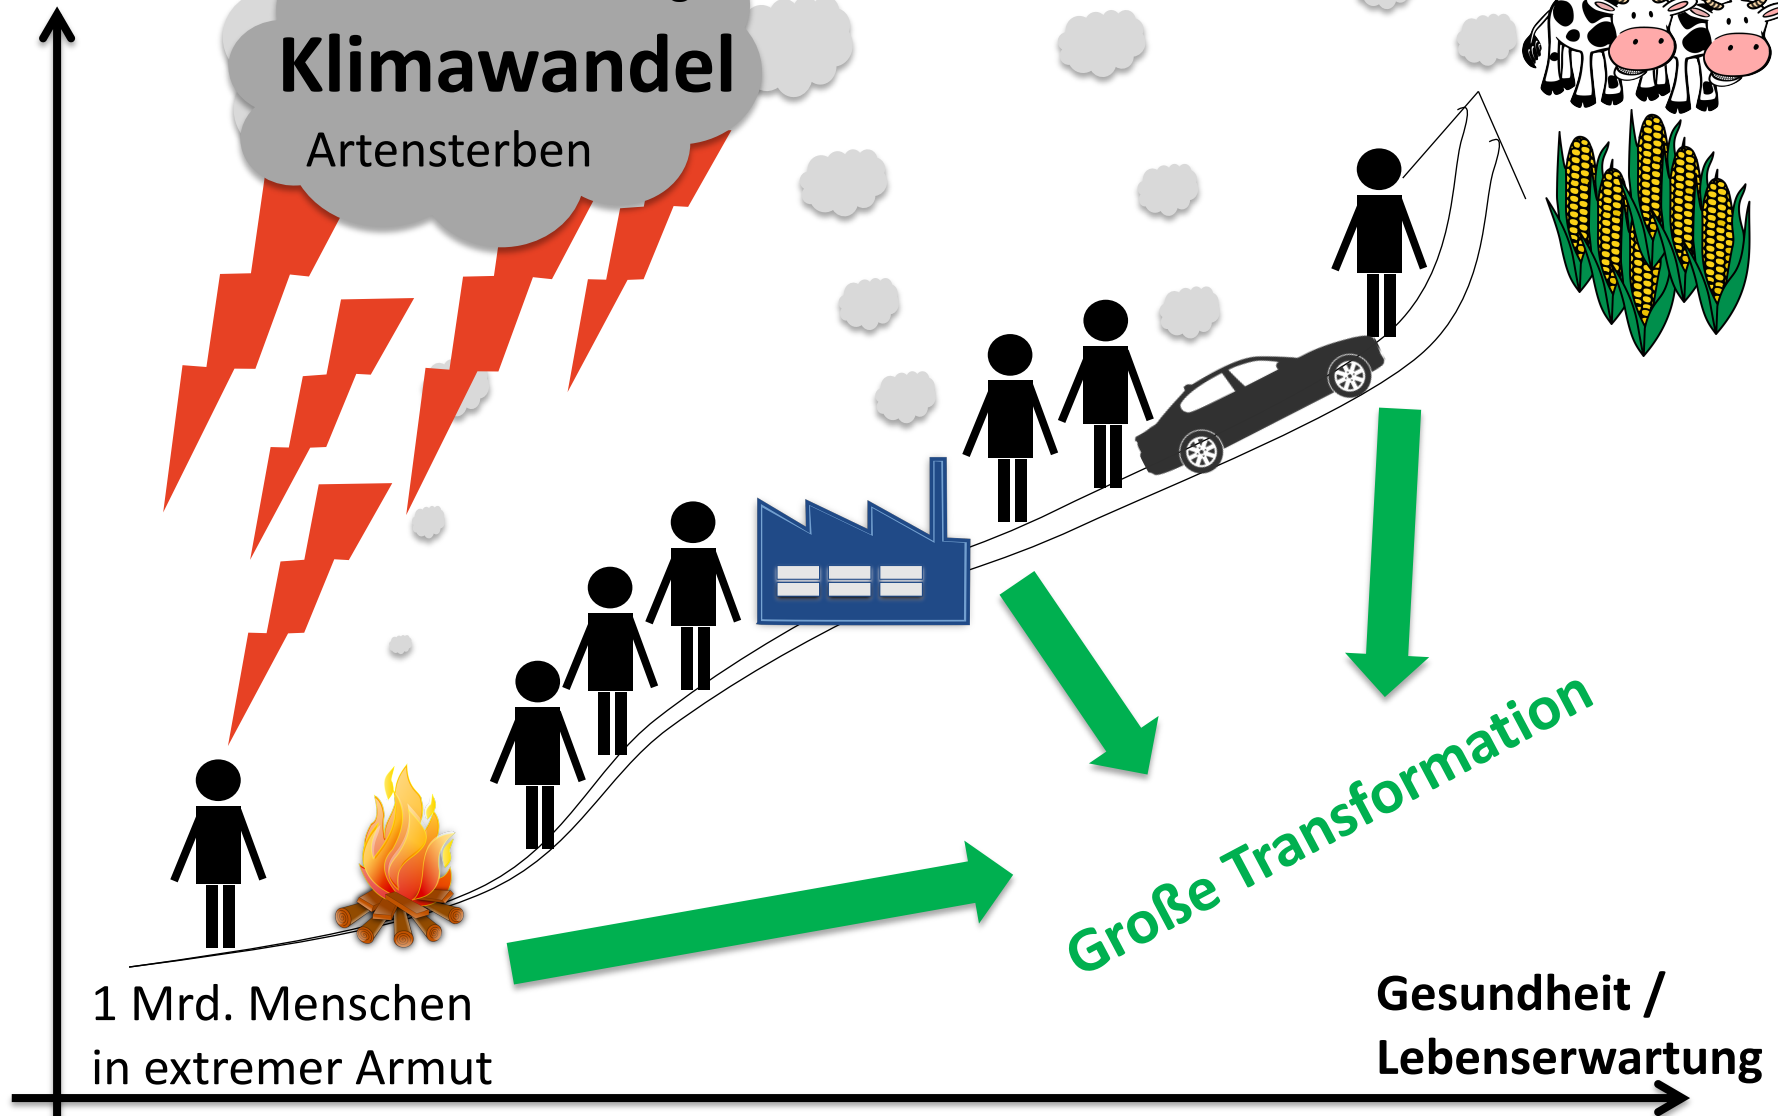 Klimawandel
Artensterben
Große Transformation
1 Mrd. Menschen
in extremer Armut
Gesundheit /
Lebenserwartung